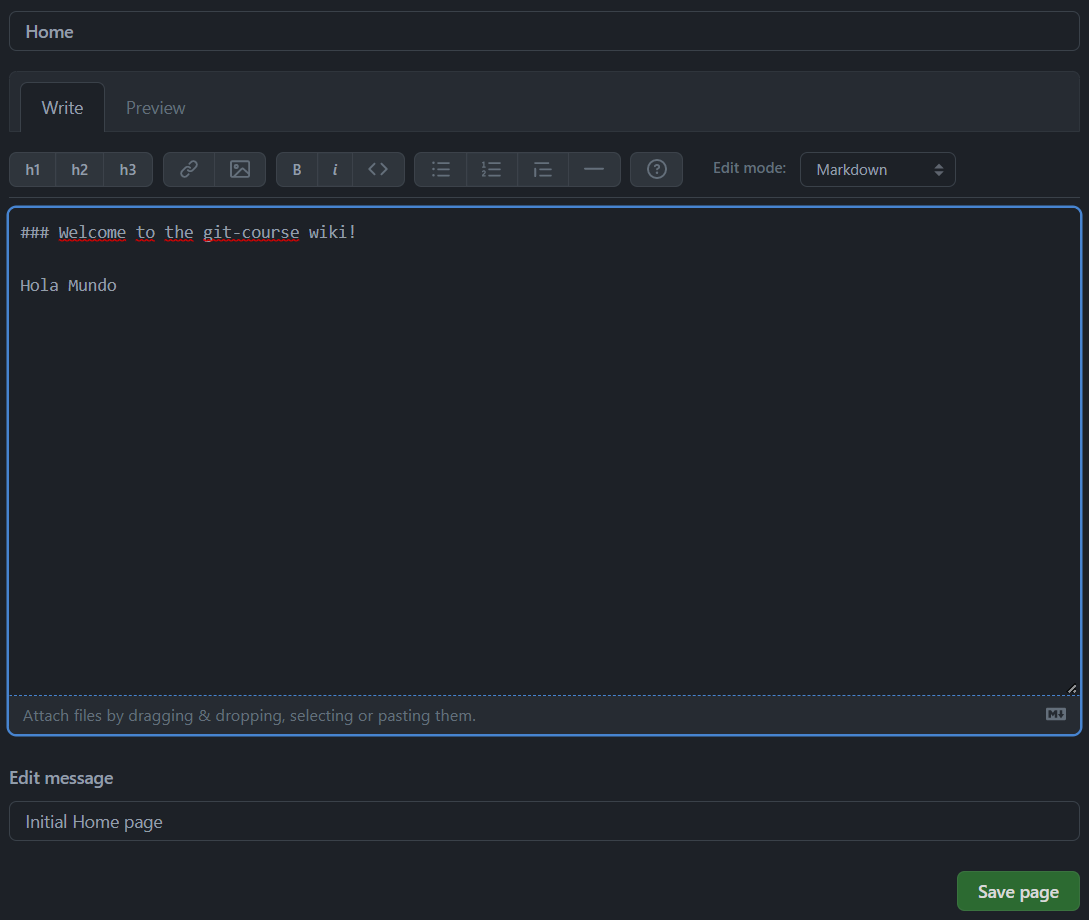 Home
Write Preview
h1 h2 h3 B i <> ? Edit mode: Markdown
### Welcome to the git-course wiki!
Hola Mundo
Attach files by dragging & dropping, selecting or pasting them.
Edit message
Initial Home page
Save page